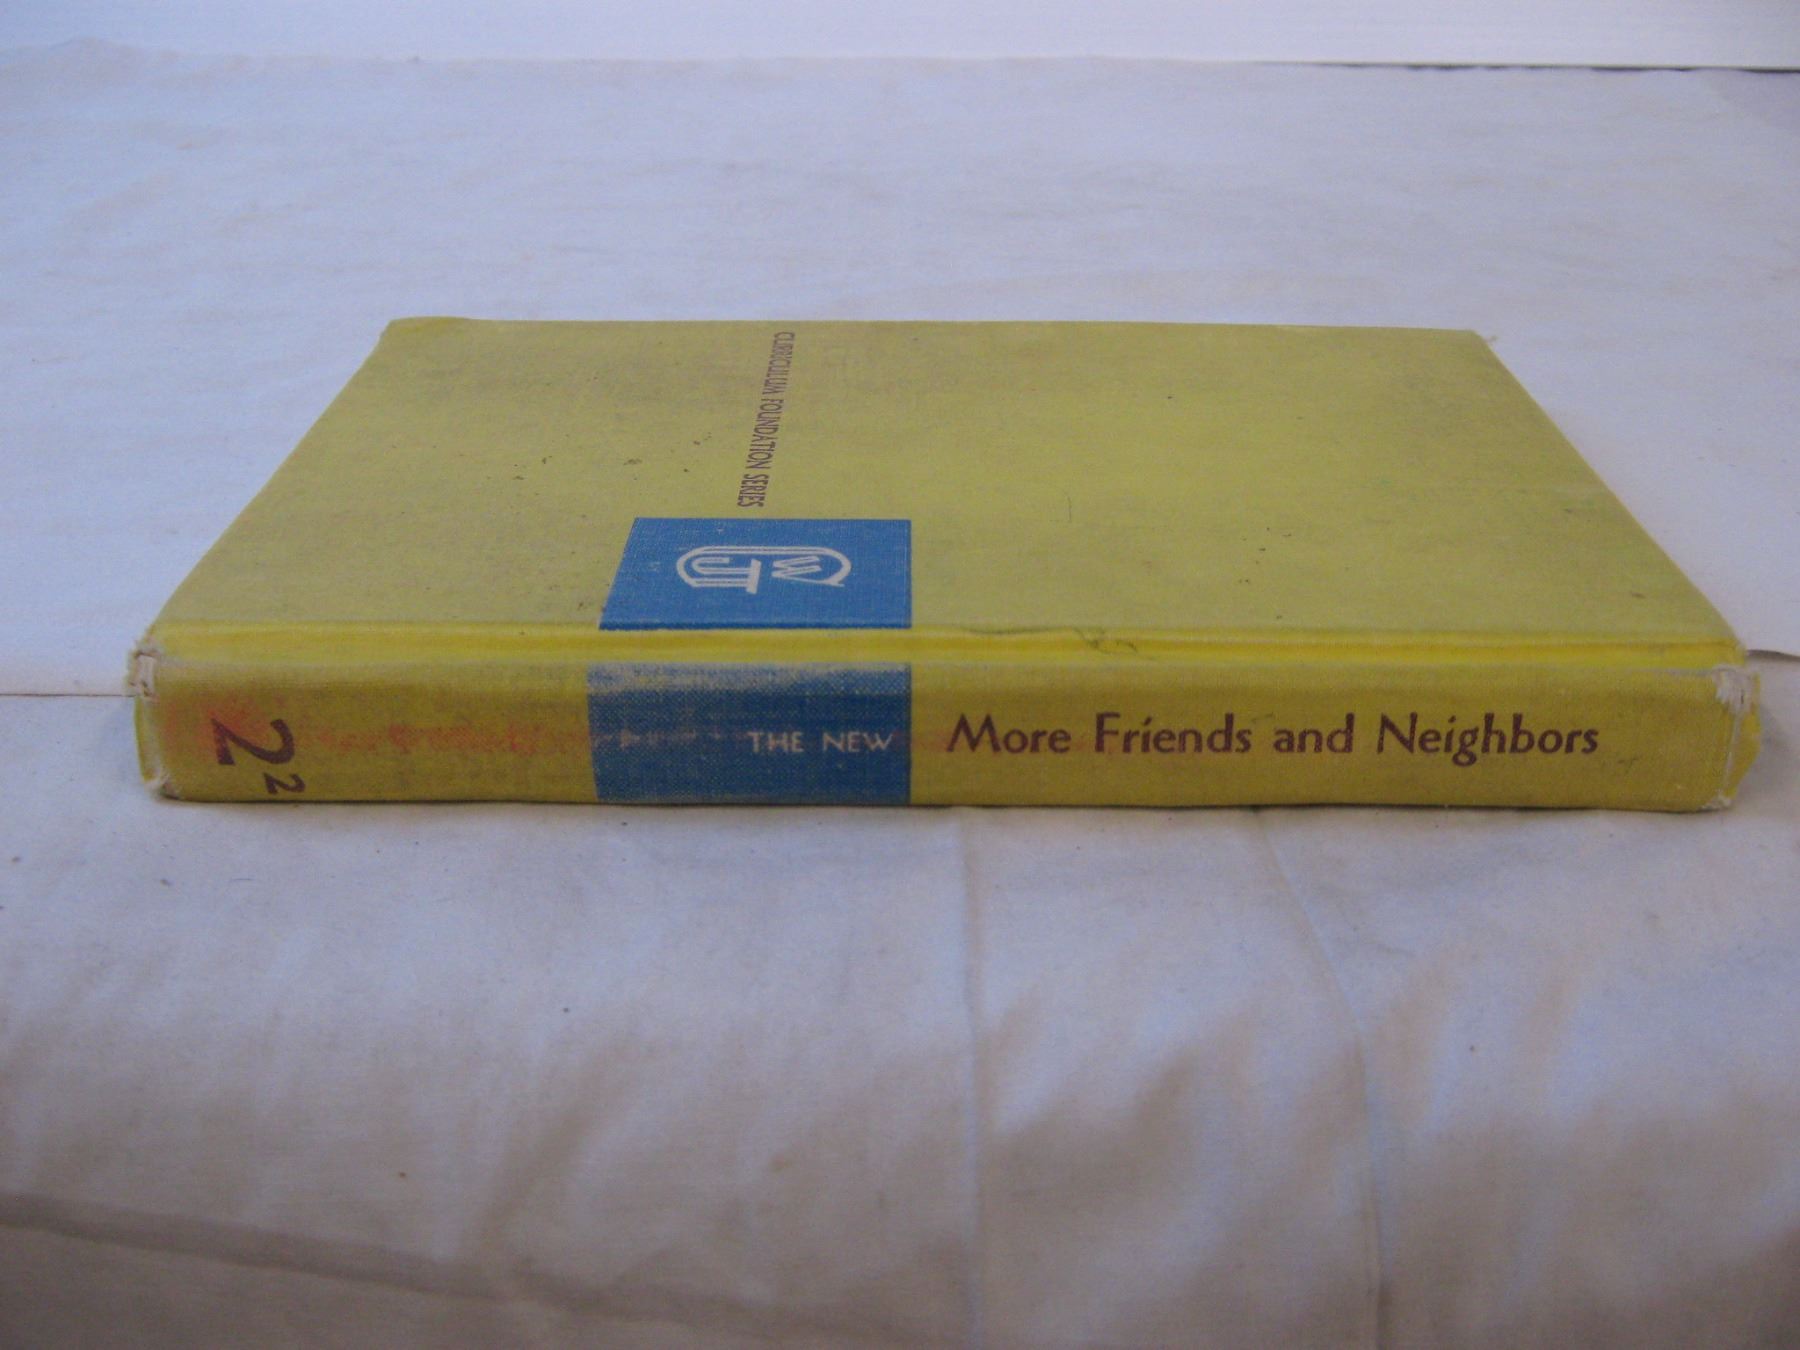 CURRICULUM FOUNDATION SERIES
2²
THE NEW
More Friends and Neighbors